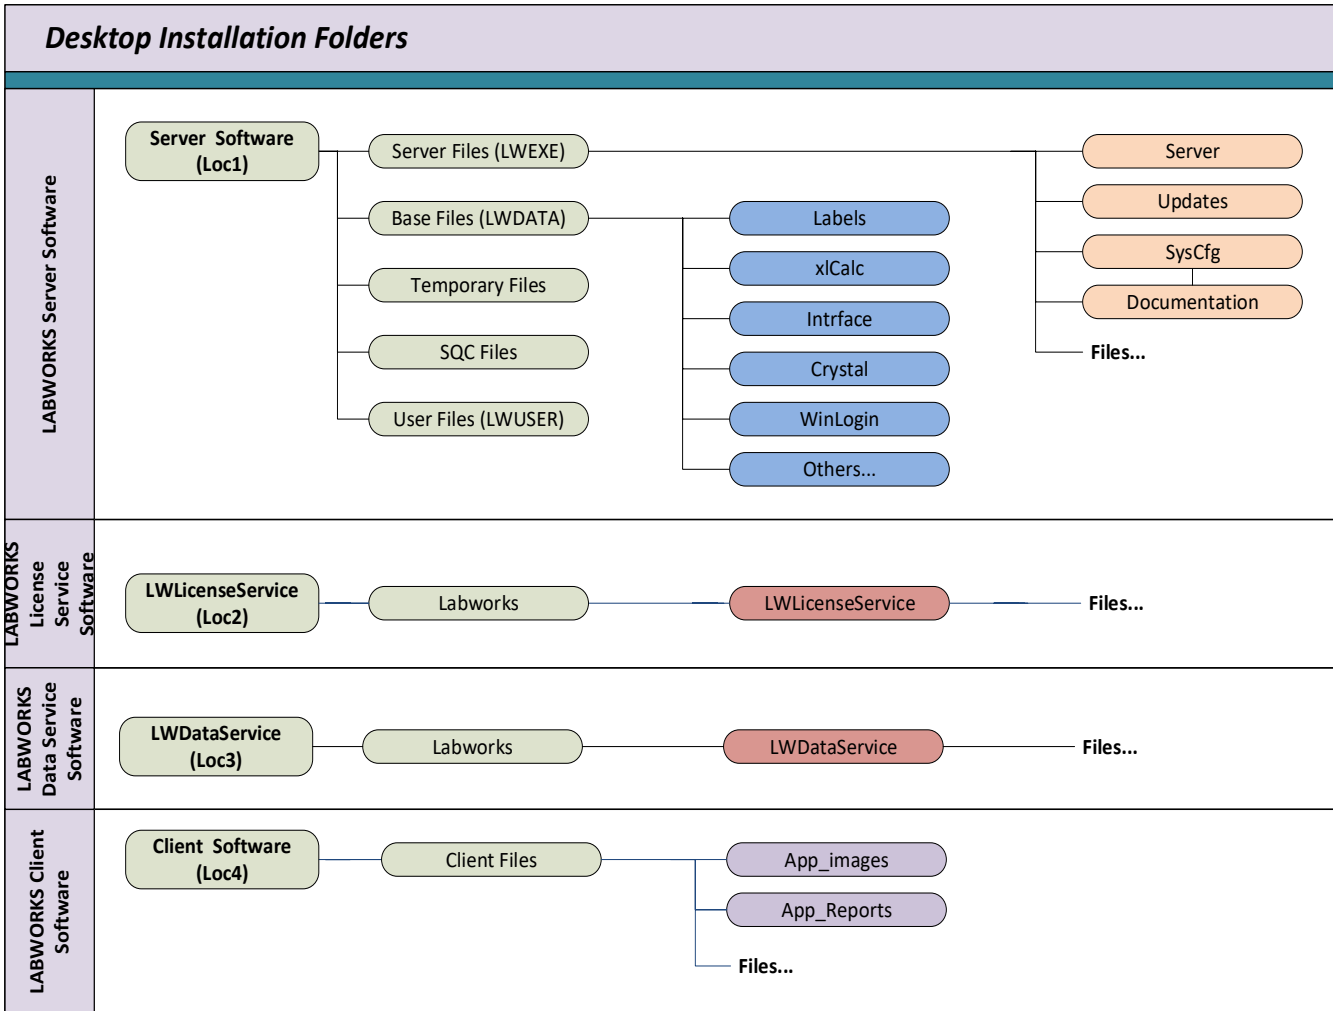 Desktop Installation Folders
LABWORKS Server Software
Server Software
(Loc1)
Server Files (LWEXE)
Base Files (LWDATA)
Temporary Files
SQC Files
User Files (LWUSER)
Labels
xlCalc
Intrface
Crystal
WinLogin
Others...
Server
Updates
SysCfg
Documentation
Files...
LABWORKS
License
Service
Software
LWLicenseService
(Loc2)
Labworks
LWLicenseService
Files...
LABWORKS
Data Service
Software
LWDataService
(Loc3)
Labworks
LWDataService
Files...
LABWORKS Client
Software
Client Software
(Loc4)
Client Files
App_images
App_Reports
Files...